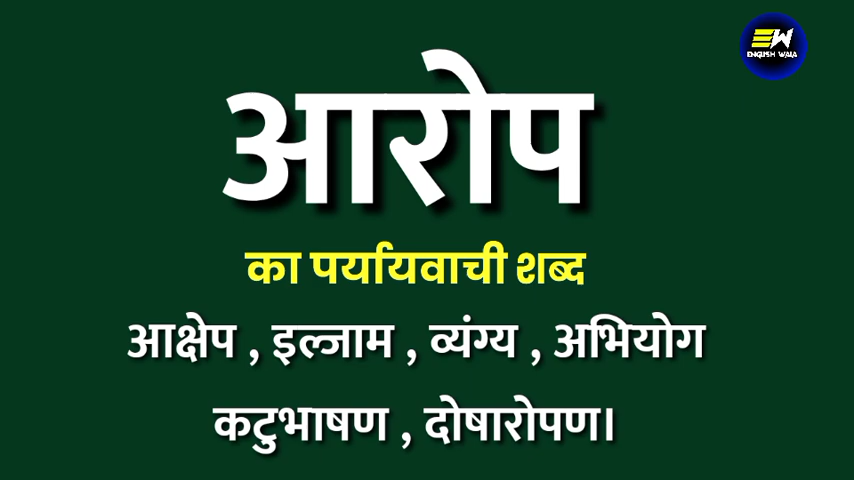 EW
ENGLISH WALA
आरोप
का पर्यायवाची शब्द
आक्षेप , इल्जाम , व्यंग्य , अभियोग
कटुभाषण , दोषारोपण।